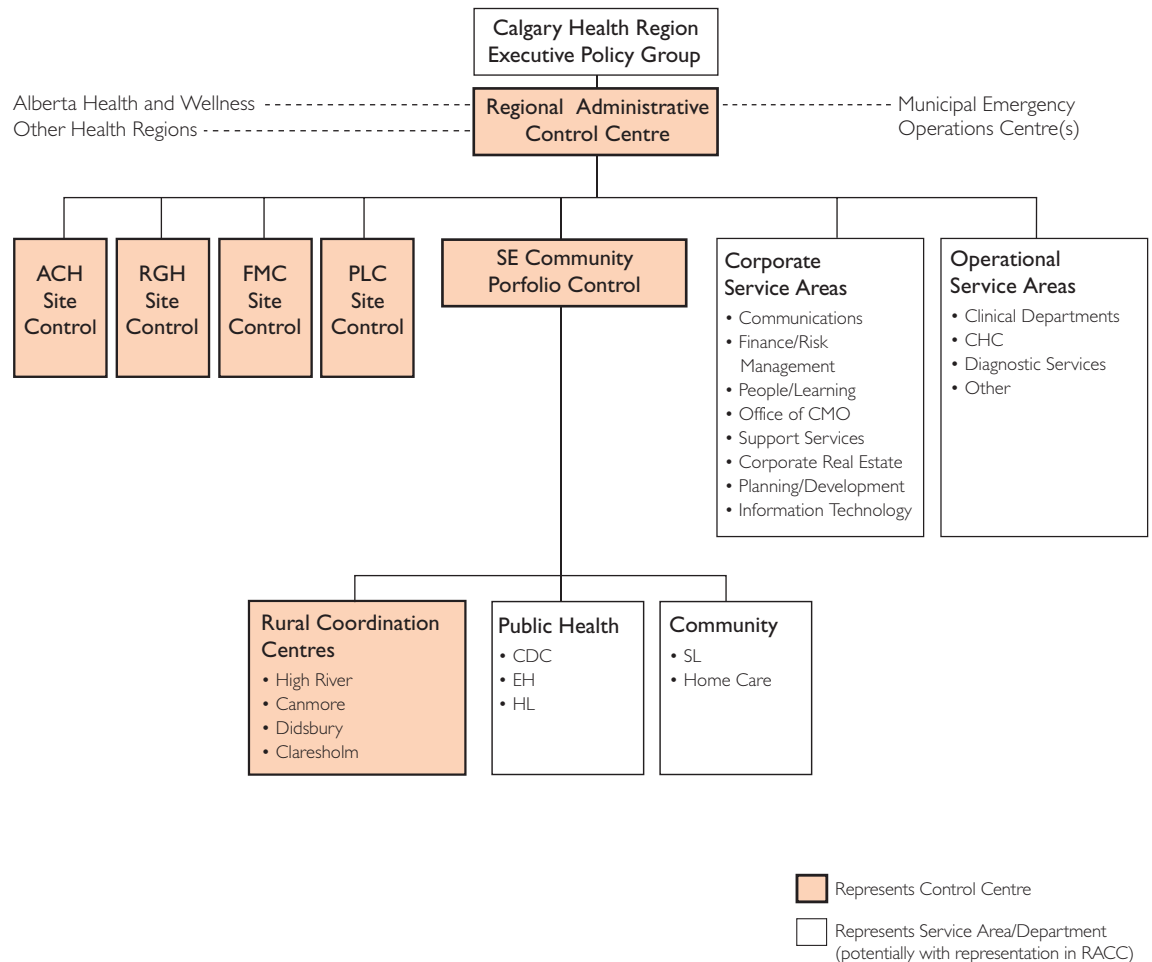 Calgary Health Region
Executive Policy Group
Alberta Health and Wellness
Other Health Regions
Regional Administrative
Control Centre
Municipal Emergency
Operations Centre(s)
ACH
Site
Control
RGH
Site
Control
FMC
Site
Control
PLC
Site
Control
SE Community
Porfolio Control
Corporate
Service Areas
• Communications
• Finance/Risk
Management
• People/Learning
• Office of CMO
• Support Services
• Corporate Real Estate
• Planning/Development
• Information Technology
Operational
Service Areas
• Clinical Departments
• CHC
• Diagnostic Services
• Other
Rural Coordination
Centres
• High River
• Canmore
• Didsbury
• Claresholm
Public Health
• CDC
• EH
• HL
Community
• SL
• Home Care
Represents Control Centre
Represents Service Area/Department
(potentially with representation in RACC)